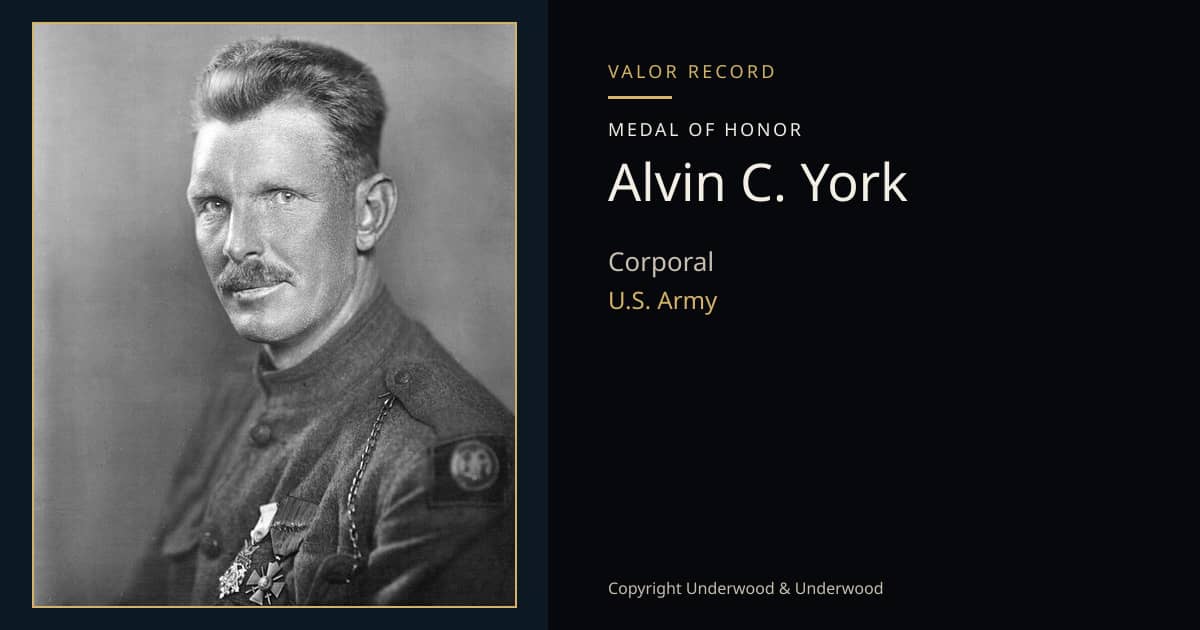 VALOR RECORD
MEDAL OF HONOR
Alvin C. York
Corporal
U.S. Army
Copyright Underwood & Underwood